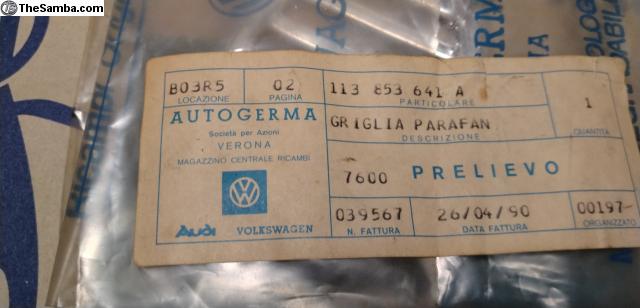 TheSamba.com
B03R5 02 113 853 641 A 1
LOCAZIONE PAGINA PARTICOLARE QUANTITÀ
AUTOGERMA
Società per Azioni
VERONA
MAGAZZINO CENTRALE RICAMBI
Audi VOLKSWAGEN
GRIGLIA PARAFAN
DESCRIZIONE
7600 PRELIEVO
039567 26/04/90 00197-
N. FATTURA DATA FATTURA ORGANIZZATO